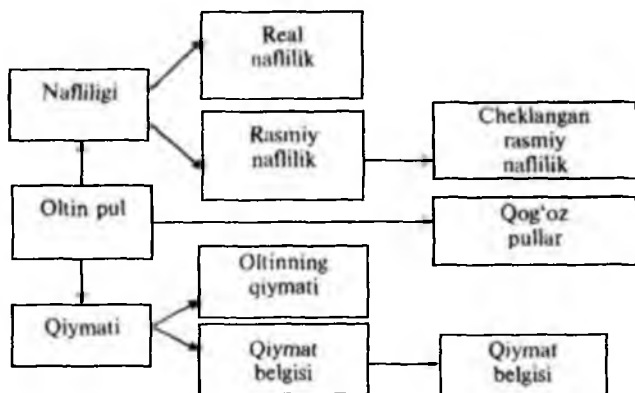 Real
naflilik
Nafliligi
Rasmiy
naflilik
Cheklangan
rasmiy
naflilik
Oltin pul
Qog‘oz
pullar
Oltinning
qiymati
Qiymati
Qiymat
belgisi
Qiymat
belgisi